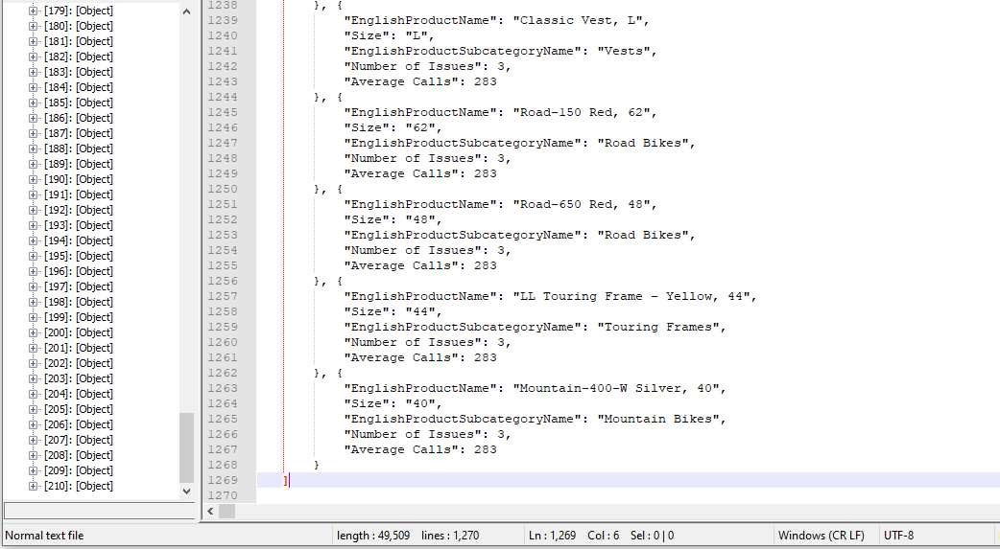 [179]: [Object]
[180]: [Object]
[181]: [Object]
[182]: [Object]
[183]: [Object]
[184]: [Object]
[185]: [Object]
[186]: [Object]
[187]: [Object]
[188]: [Object]
[189]: [Object]
[190]: [Object]
[191]: [Object]
[192]: [Object]
[193]: [Object]
[194]: [Object]
[195]: [Object]
[196]: [Object]
[197]: [Object]
[198]: [Object]
[199]: [Object]
[200]: [Object]
[201]: [Object]
[202]: [Object]
[203]: [Object]
[204]: [Object]
[205]: [Object]
[206]: [Object]
[207]: [Object]
[208]: [Object]
[209]: [Object]
[210]: [Object]
1238 }, {
1239 "EnglishProductName": "Classic Vest, L",
1240 "Size": "L",
1241 "EnglishProductSubcategoryName": "Vests",
1242 "Number of Issues": 3,
1243 "Average Calls": 283
1244 }, {
1245 "EnglishProductName": "Road-150 Red, 62",
1246 "Size": "62",
1247 "EnglishProductSubcategoryName": "Road Bikes",
1248 "Number of Issues": 3,
1249 "Average Calls": 283
1250 }, {
1251 "EnglishProductName": "Road-650 Red, 48",
1252 "Size": "48",
1253 "EnglishProductSubcategoryName": "Road Bikes",
1254 "Number of Issues": 3,
1255 "Average Calls": 283
1256 }, {
1257 "EnglishProductName": "LL Touring Frame - Yellow, 44",
1258 "Size": "44",
1259 "EnglishProductSubcategoryName": "Touring Frames",
1260 "Number of Issues": 3,
1261 "Average Calls": 283
1262 }, {
1263 "EnglishProductName": "Mountain-400-W Silver, 40",
1264 "Size": "40",
1265 "EnglishProductSubcategoryName": "Mountain Bikes",
1266 "Number of Issues": 3,
1267 "Average Calls": 283
1268 }
1269 ]
1270
Normal text file length : 49,509 lines : 1,270 Ln : 1,269 Col : 6 Sel : 0 | 0 Windows (CR LF) UTF-8